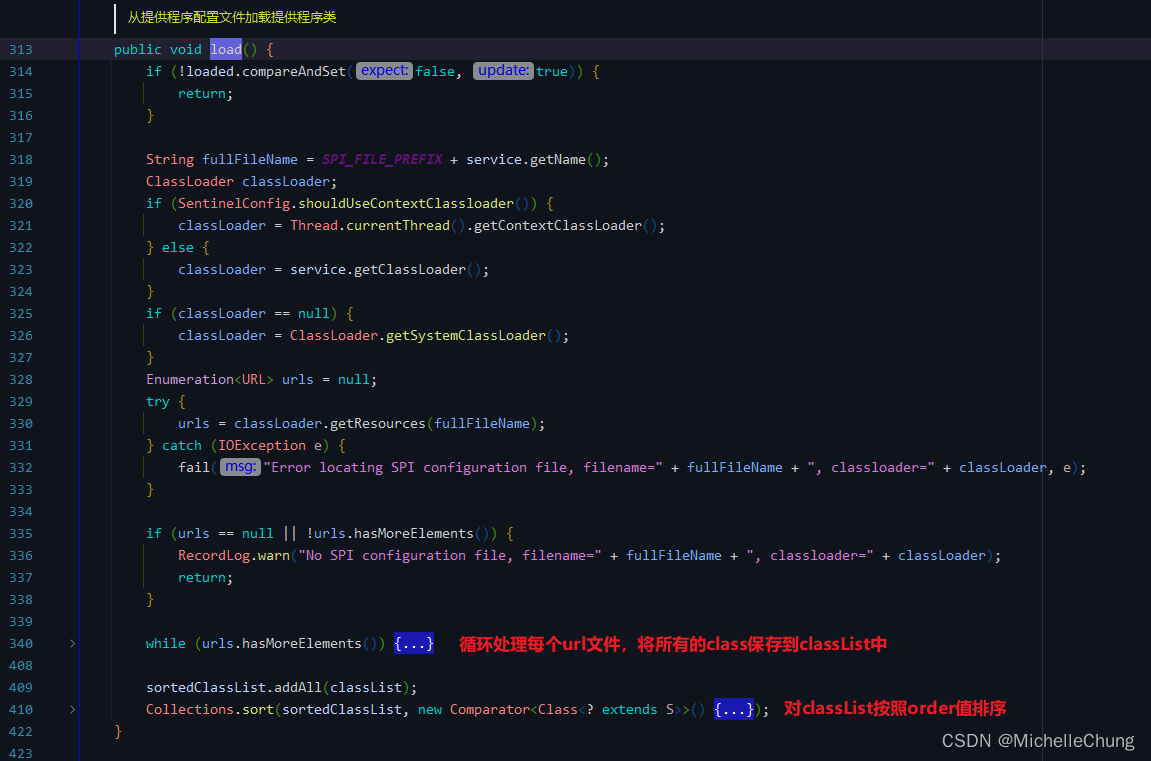 从提供程序配置文件加载提供程序类
313 public void load() {
314 if (!loaded.compareAndSet( expect: false, update: true)) {
315 return;
316 }
317
318 String fullFileName = SPI_FILE_PREFIX + service.getName();
319 ClassLoader classLoader;
320 if (SentinelConfig.shouldUseContextClassloader()) {
321 classLoader = Thread.currentThread().getContextClassLoader();
322 } else {
323 classLoader = service.getClassLoader();
324 }
325 if (classLoader == null) {
326 classLoader = ClassLoader.getSystemClassLoader();
327 }
328 Enumeration<URL> urls = null;
329 try {
330 urls = classLoader.getResources(fullFileName);
331 } catch (IOException e) {
332 fail( msg: "Error locating SPI configuration file, filename=" + fullFileName + ", classloader=" + classLoader, e);
333 }
334
335 if (urls == null || !urls.hasMoreElements()) {
336 RecordLog.warn("No SPI configuration file, filename=" + fullFileName + ", classloader=" + classLoader);
337 return;
338 }
339
340 while (urls.hasMoreElements()) {...} 循环处理每个url文件，将所有的class保存到classList中
408
409 sortedClassList.addAll(classList);
410 Collections.sort(sortedClassList, new Comparator<Class<? extends S>>() {...}); 对classList按照order值排序
422 }
423
CSDN @MichelleChung